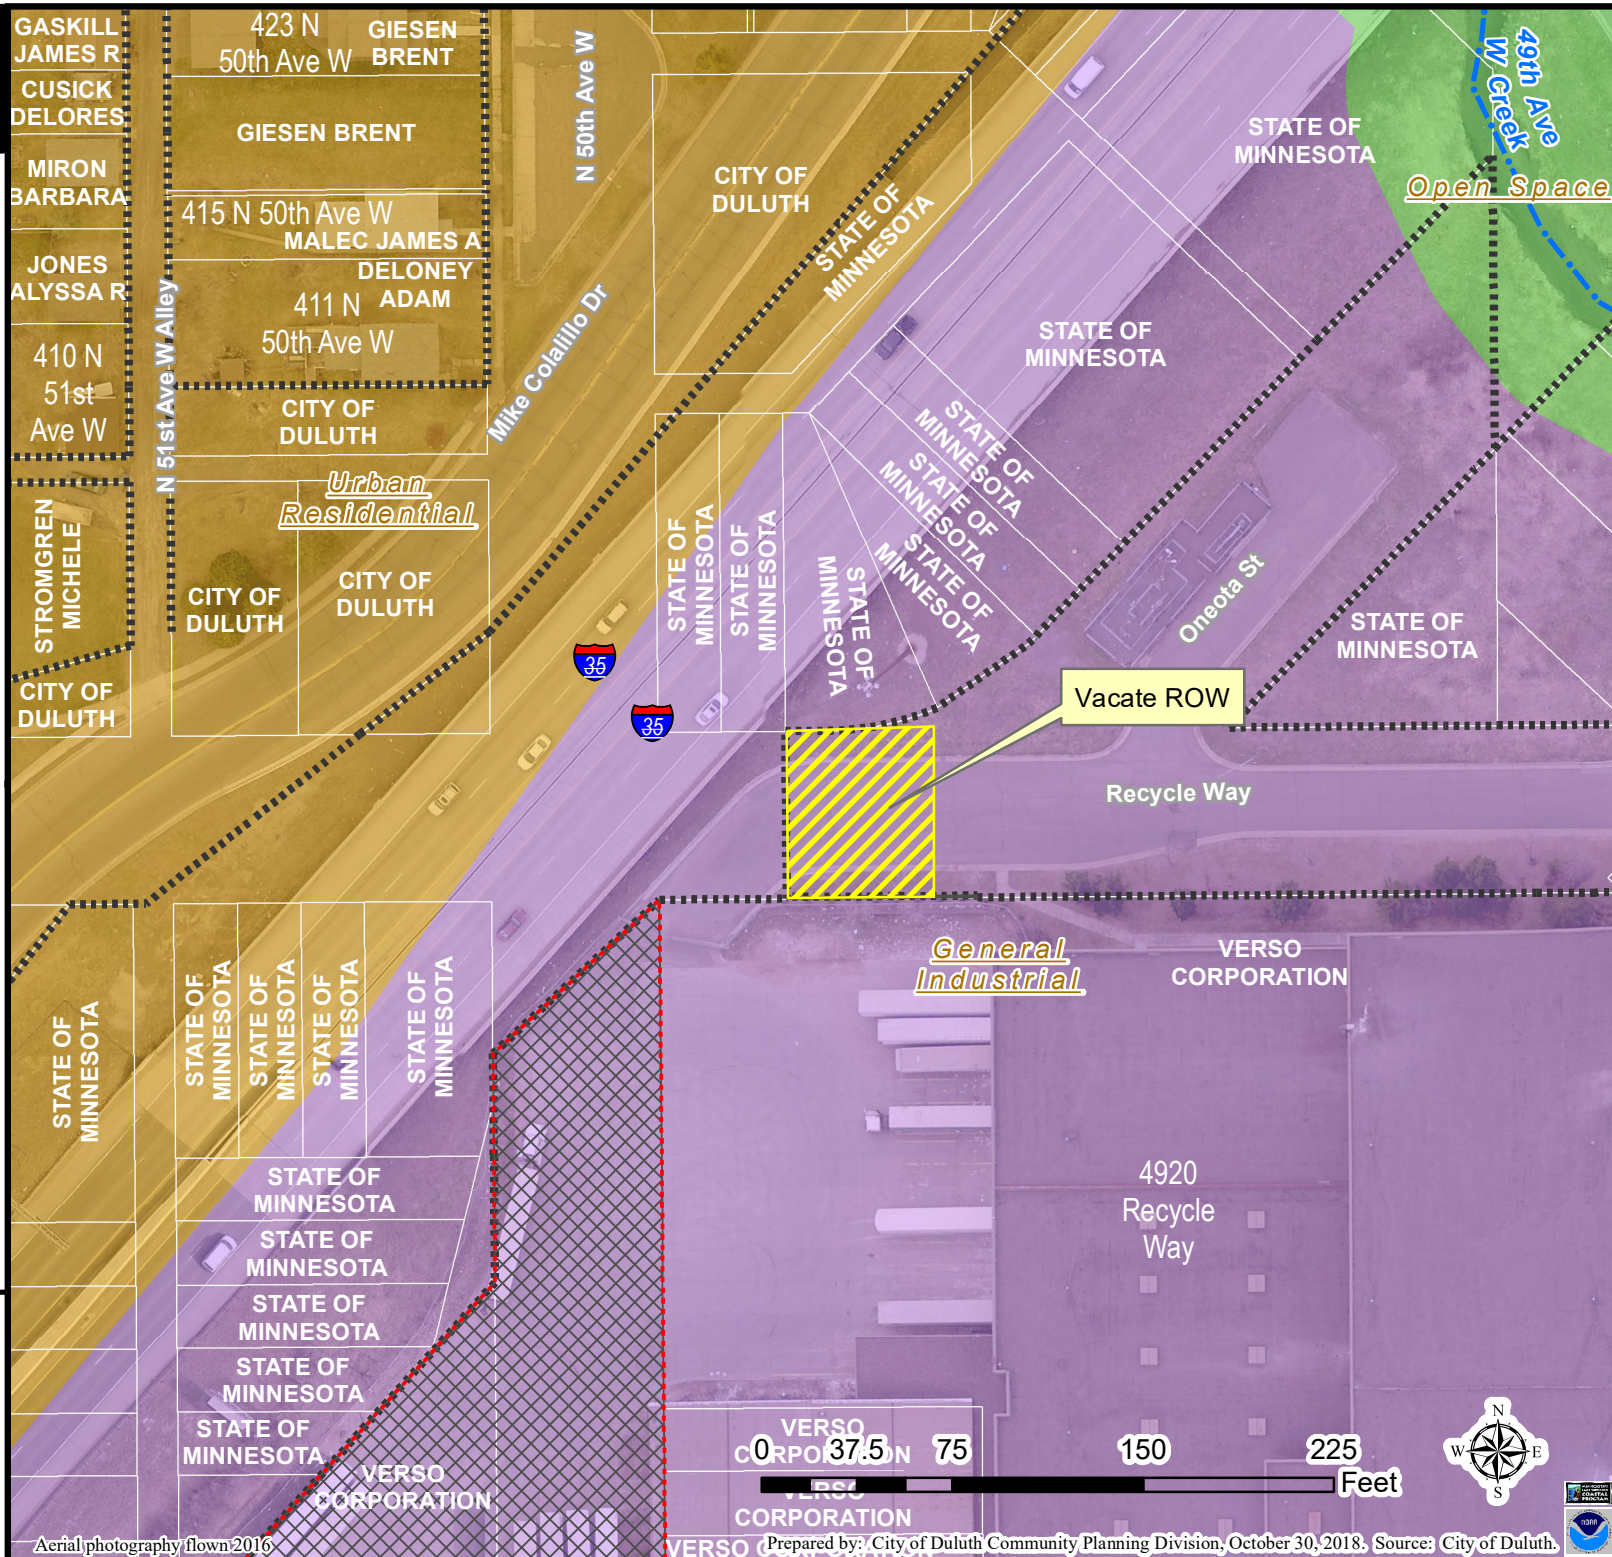 GASKILL
JAMES R
CUSICK
DELORES
MIRON
BARBARA
JONES
ALYSSA R
410 N
51st
Ave W
STROMGREN
MICHELE
CITY OF
DULUTH
N 51st Ave W Alley
423 N
50th Ave W
GIESEN
BRENT
GIESEN BRENT
415 N 50th Ave W
MALEC JAMES A
DELONEY
ADAM
411 N
50th Ave W
CITY OF
DULUTH
Urban
Residential
CITY OF
DULUTH
CITY OF
DULUTH
N 50th Ave W
Mike Colalillo Dr
CITY OF
DULUTH
STATE OF
MINNESOTA
STATE OF
MINNESOTA
49th Ave
W Creek
Open Space
STATE OF
MINNESOTA
STATE OF
MINNESOTA
STATE OF
MINNESOTA
STATE OF
MINNESOTA
STATE OF
MINNESOTA
STATE OF
MINNESOTA
STATE OF
MINNESOTA
Oneota St
STATE OF
MINNESOTA
35
35
Vacate ROW
Recycle Way
General
Industrial
VERSO
CORPORATION
4920
Recycle
Way
STATE OF
MINNESOTA
STATE OF
MINNESOTA
STATE OF
MINNESOTA
STATE OF
MINNESOTA
STATE OF
MINNESOTA
STATE OF
MINNESOTA
STATE OF
MINNESOTA
STATE OF
MINNESOTA
STATE OF
MINNESOTA
STATE OF
MINNESOTA
VERSO
CORPORATION
VERSO
CORPORATION
VERSO
CORPORATION
VERSO
0 37.5 75 150 225
Feet
N
W E
S
NOAA
Aerial photography flown 2016
Prepared by: City of Duluth Community Planning Division, October 30, 2018. Source: City of Duluth.